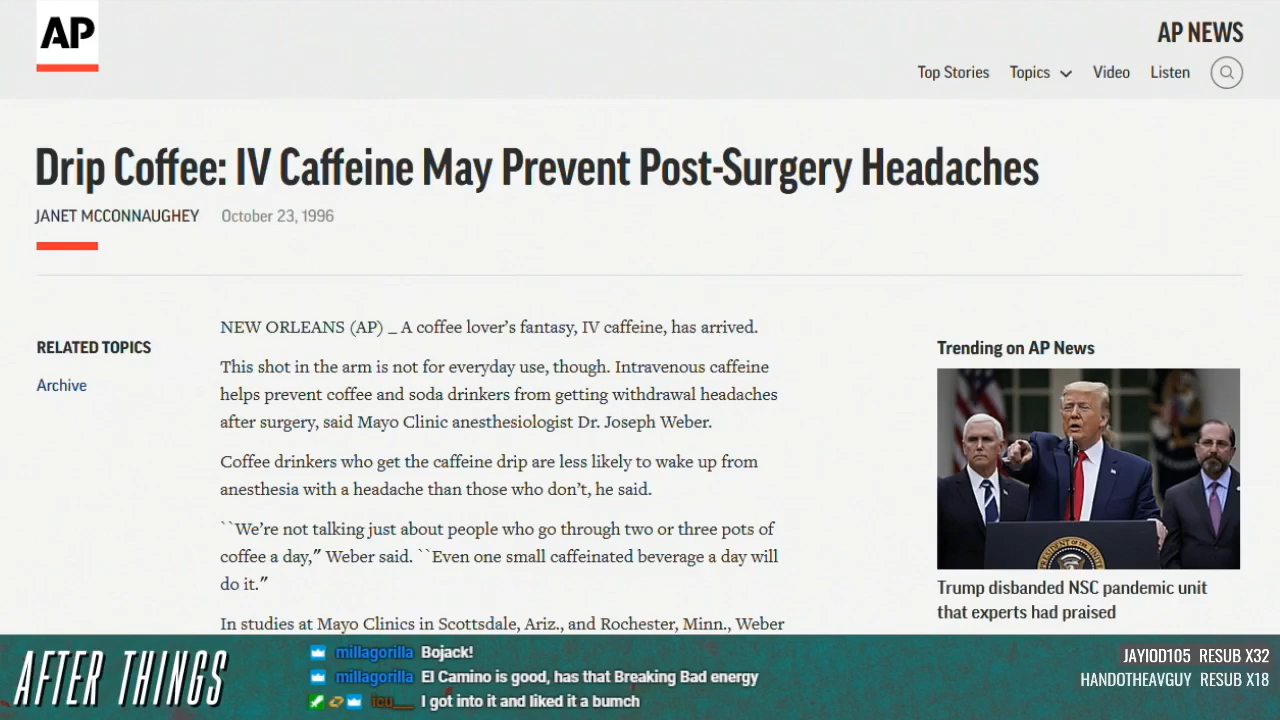 AP
AP NEWS
Top Stories Topics Video Listen
Drip Coffee: IV Caffeine May Prevent Post-Surgery Headaches
JANET MCCONNAUGHEY October 23, 1996
RELATED TOPICS
Archive
NEW ORLEANS (AP) _ A coffee lover’s fantasy, IV caffeine, has arrived.
This shot in the arm is not for everyday use, though. Intravenous caffeine
helps prevent coffee and soda drinkers from getting withdrawal headaches
after surgery, said Mayo Clinic anesthesiologist Dr. Joseph Weber.
Coffee drinkers who get the caffeine drip are less likely to wake up from
anesthesia with a headache than those who don’t, he said.
``We’re not talking just about people who go through two or three pots of
coffee a day,″ Weber said. ``Even one small caffeinated beverage a day will
do it.″
In studies at Mayo Clinics in Scottsdale, Ariz., and Rochester, Minn., Weber
Trending on AP News
Trump disbanded NSC pandemic unit
that experts had praised
AFTER THINGS
millagorilla Bojack!
millagorilla El Camino is good, has that Breaking Bad energy
icu__ I got into it and liked it a bumch
JAYIOD105 RESUB X32
HANDOTHEAVGUY RESUB X18